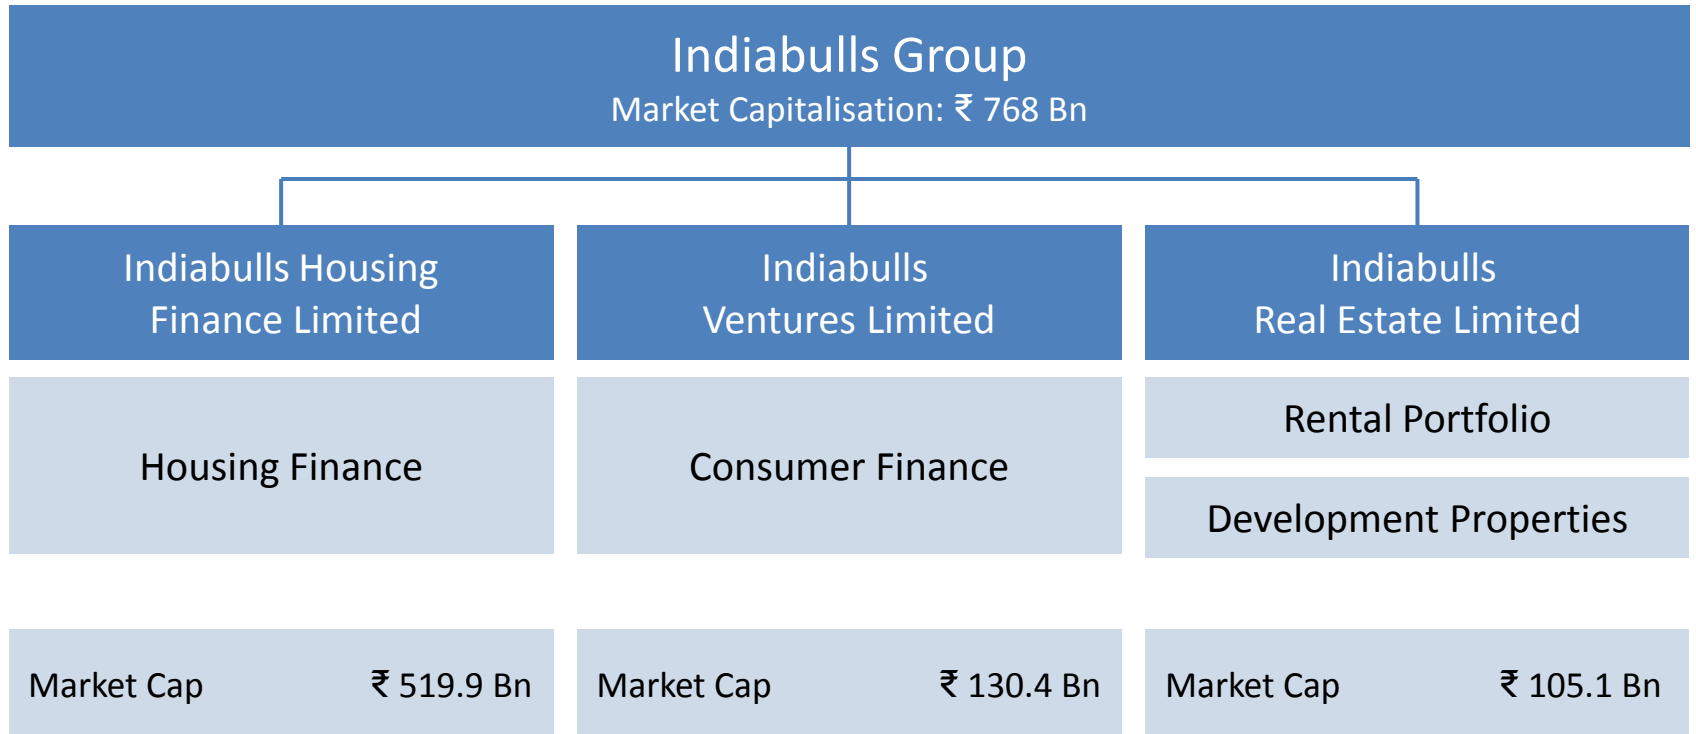 Indiabulls Group
Market Capitalisation: ₹ 768 Bn
Indiabulls Housing
Finance Limited
Indiabulls
Ventures Limited
Indiabulls
Real Estate Limited
Housing Finance
Consumer Finance
Rental Portfolio
Development Properties
Market Cap ₹ 519.9 Bn
Market Cap ₹ 130.4 Bn
Market Cap ₹ 105.1 Bn